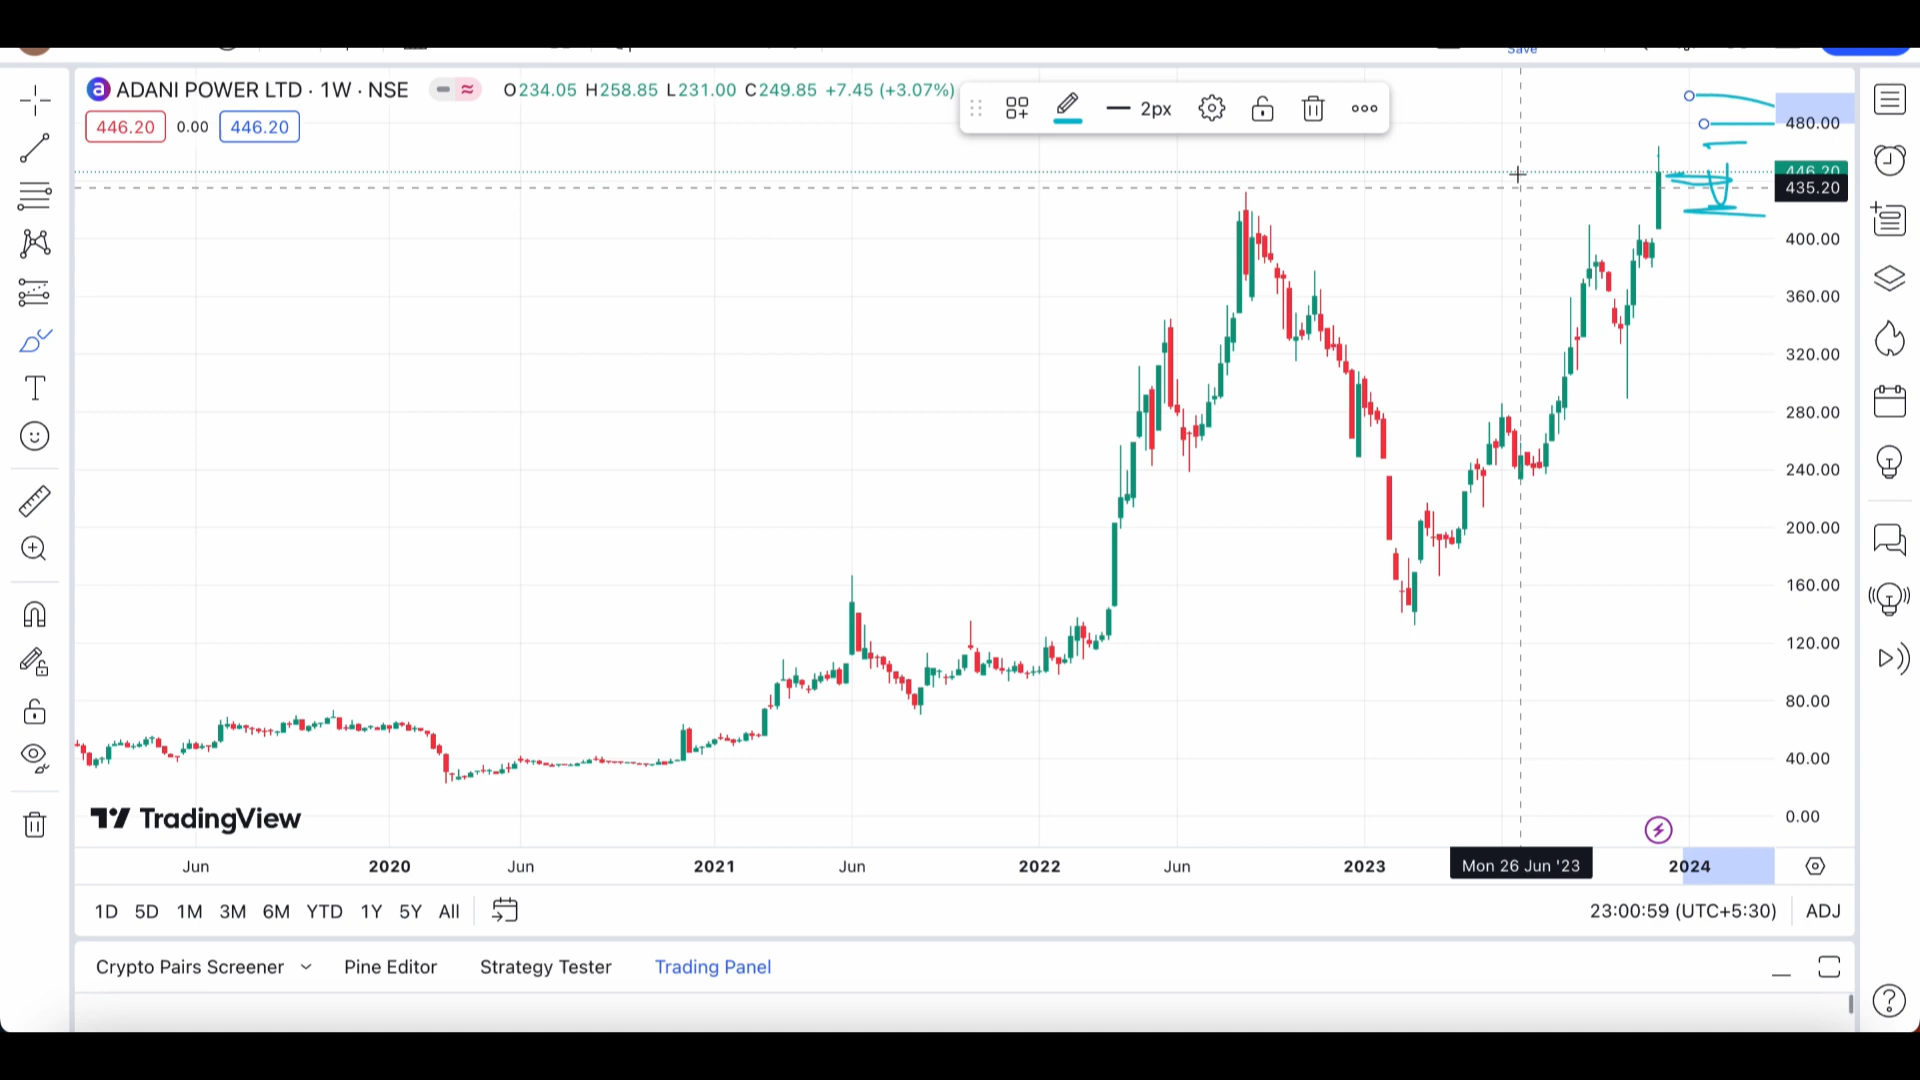 Save
ADANI POWER LTD · 1W · NSE
O234.05 H258.85 L231.00 C249.85 +7.45 (+3.07%)
2px
446.20 0.00 446.20
480.00
446.20
435.20
400.00
360.00
320.00
280.00
240.00
200.00
160.00
120.00
80.00
40.00
0.00
TradingView
Jun 2020 Jun 2021 Jun 2022 Jun 2023 Mon 26 Jun '23 2024
1D 5D 1M 3M 6M YTD 1Y 5Y All 23:00:59 (UTC+5:30) ADJ
Crypto Pairs Screener Pine Editor Strategy Tester Trading Panel